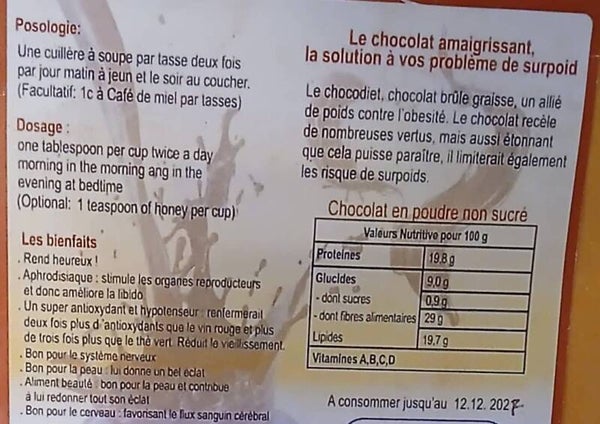 Posologie:
Une cuillère à soupe par tasse deux fois
par jour matin à jeun et le soir au coucher.
(Facultatif: 1c à Café de miel par tasses)
Dosage :
one tablespoon per cup twice a day
morning in the morning ang in the
evening at bedtime
(Optional: 1 teaspoon of honey per cup)
Les bienfaits
. Rend heureux !
. Aphrodisiaque : stimule les organes reproducteurs
et donc améliore la libido
. Un super antioxydant et hypotenseur : renfermerait
deux fois plus d'antioxydants que le vin rouge et plus
de trois fois plus que le thé vert. Réduit le vieillissement.
. Bon pour le système nerveux
. Bon pour la peau : lui donne un bel éclat
. Aliment beauté : bon pour la peau et contribue
à lui redonner tout son éclat
. Bon pour le cerveau : favorisant le flux sanguin cérébral
Le chocolat amaigrissant,
la solution à vos problème de surpoid
Le chocodiet, chocolat brûle graisse, un allié
de poids contre l'obesité. Le chocolat recèle
de nombreuses vertus, mais aussi étonnant
que cela puisse paraître, il limiterait également
les risque de surpoids.
Chocolat en poudre non sucré
Valeurs Nutritive pour 100 g
Proteines 19,8 g
Glucides 9,0 g
- dont sucres 0,9 g
- dont fibres alimentaires 29 g
Lipides 19,7 g
Vitamines A,B,C,D
A consommer jusqu'au 12.12. 2027